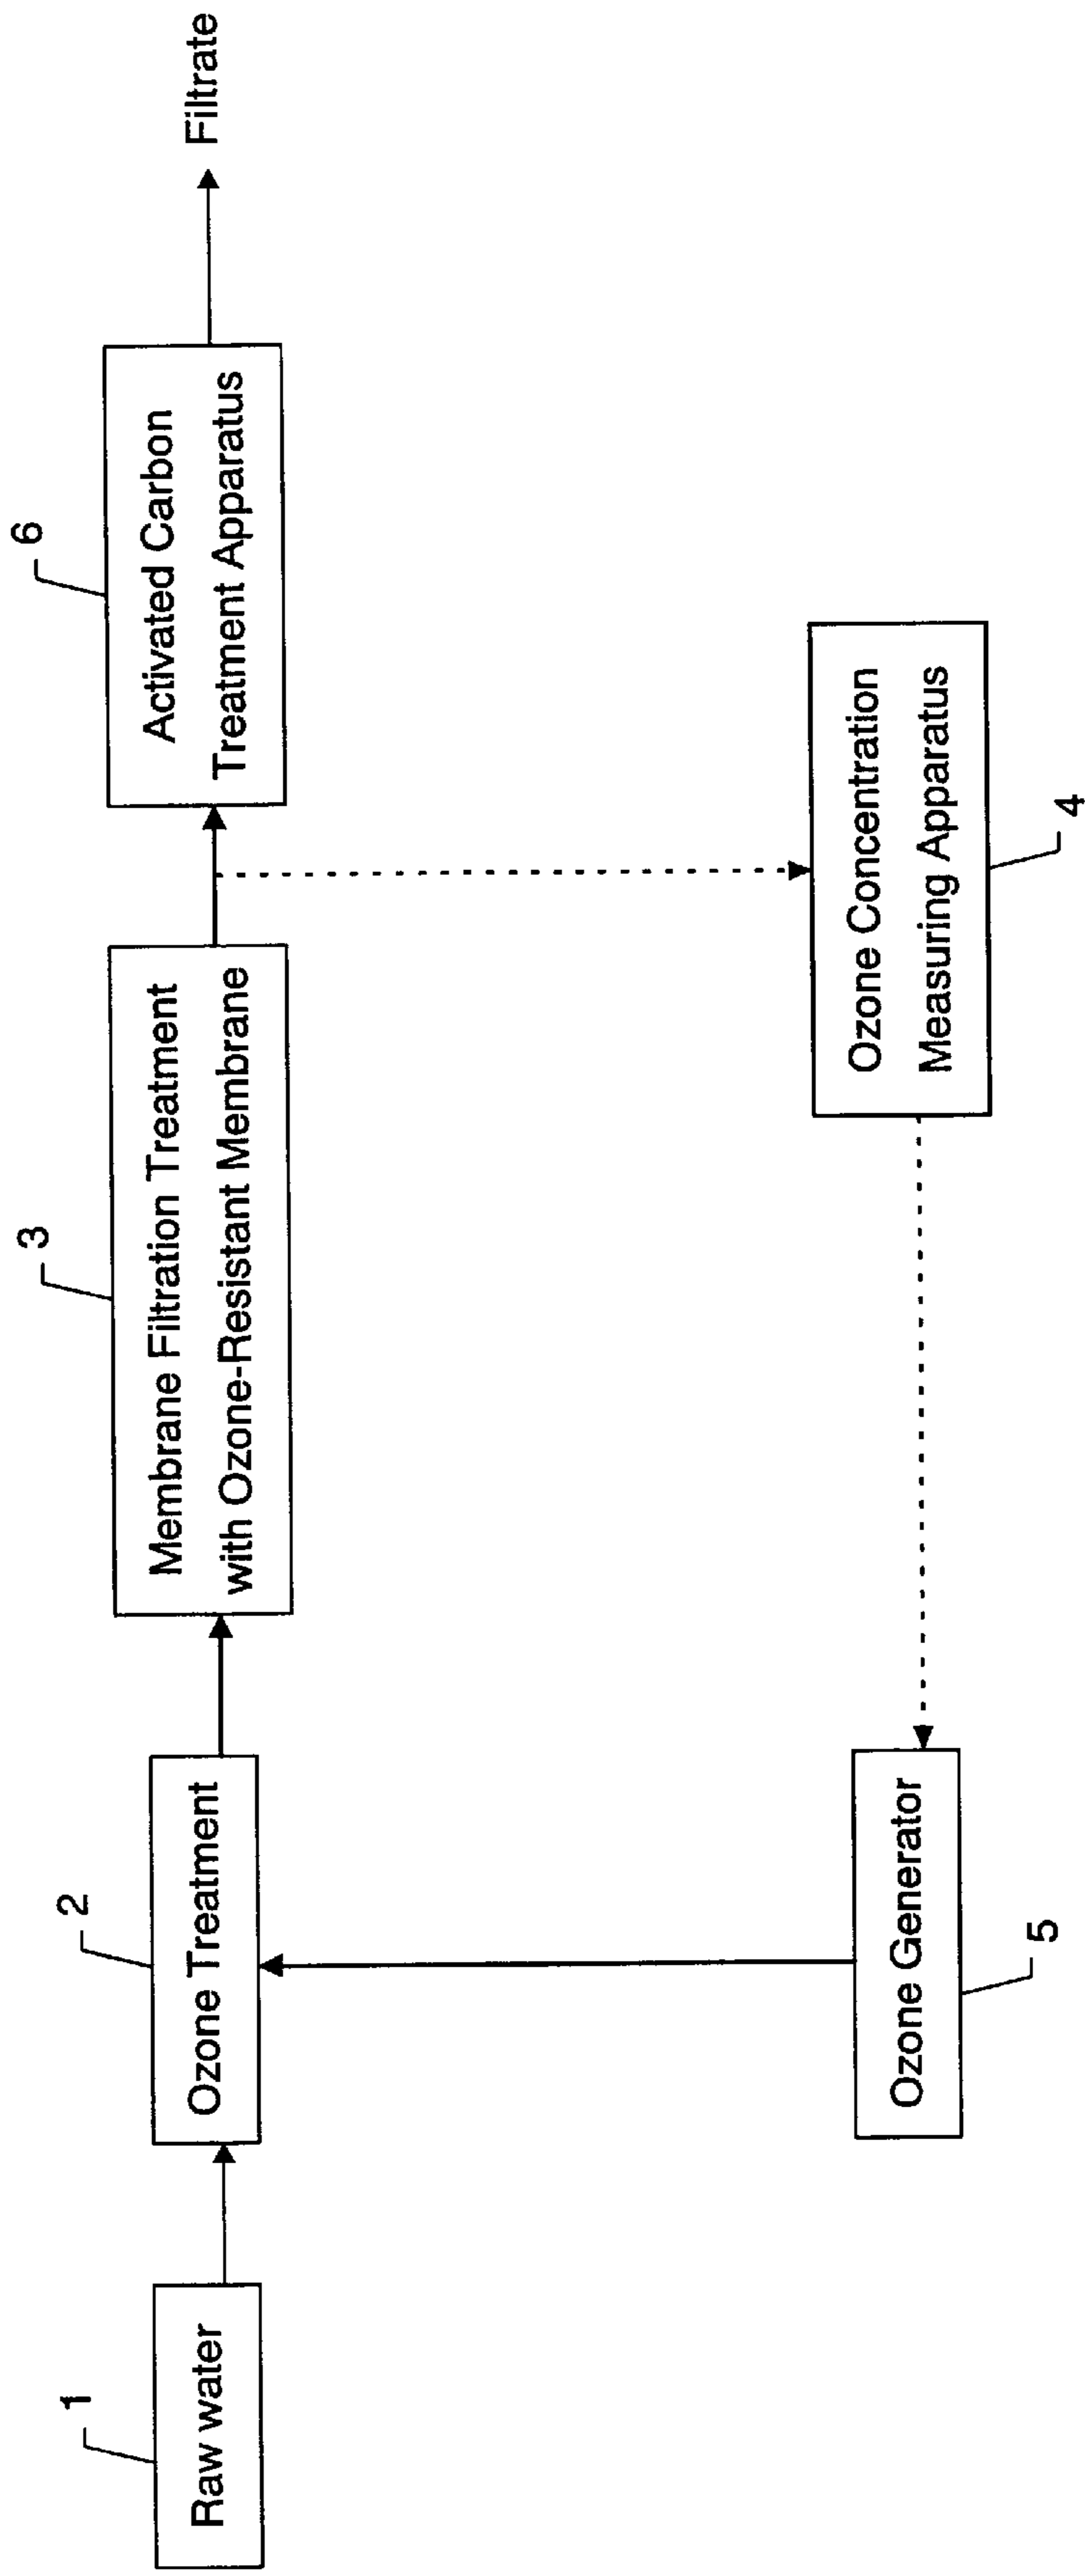 1
Raw water
2
Ozone Treatment
3
Membrane Filtration Treatment
with Ozone-Resistant Membrane
6
Activated Carbon
Treatment Apparatus
Filtrate
Ozone Generator
5
Ozone Concentration
Measuring Apparatus
4